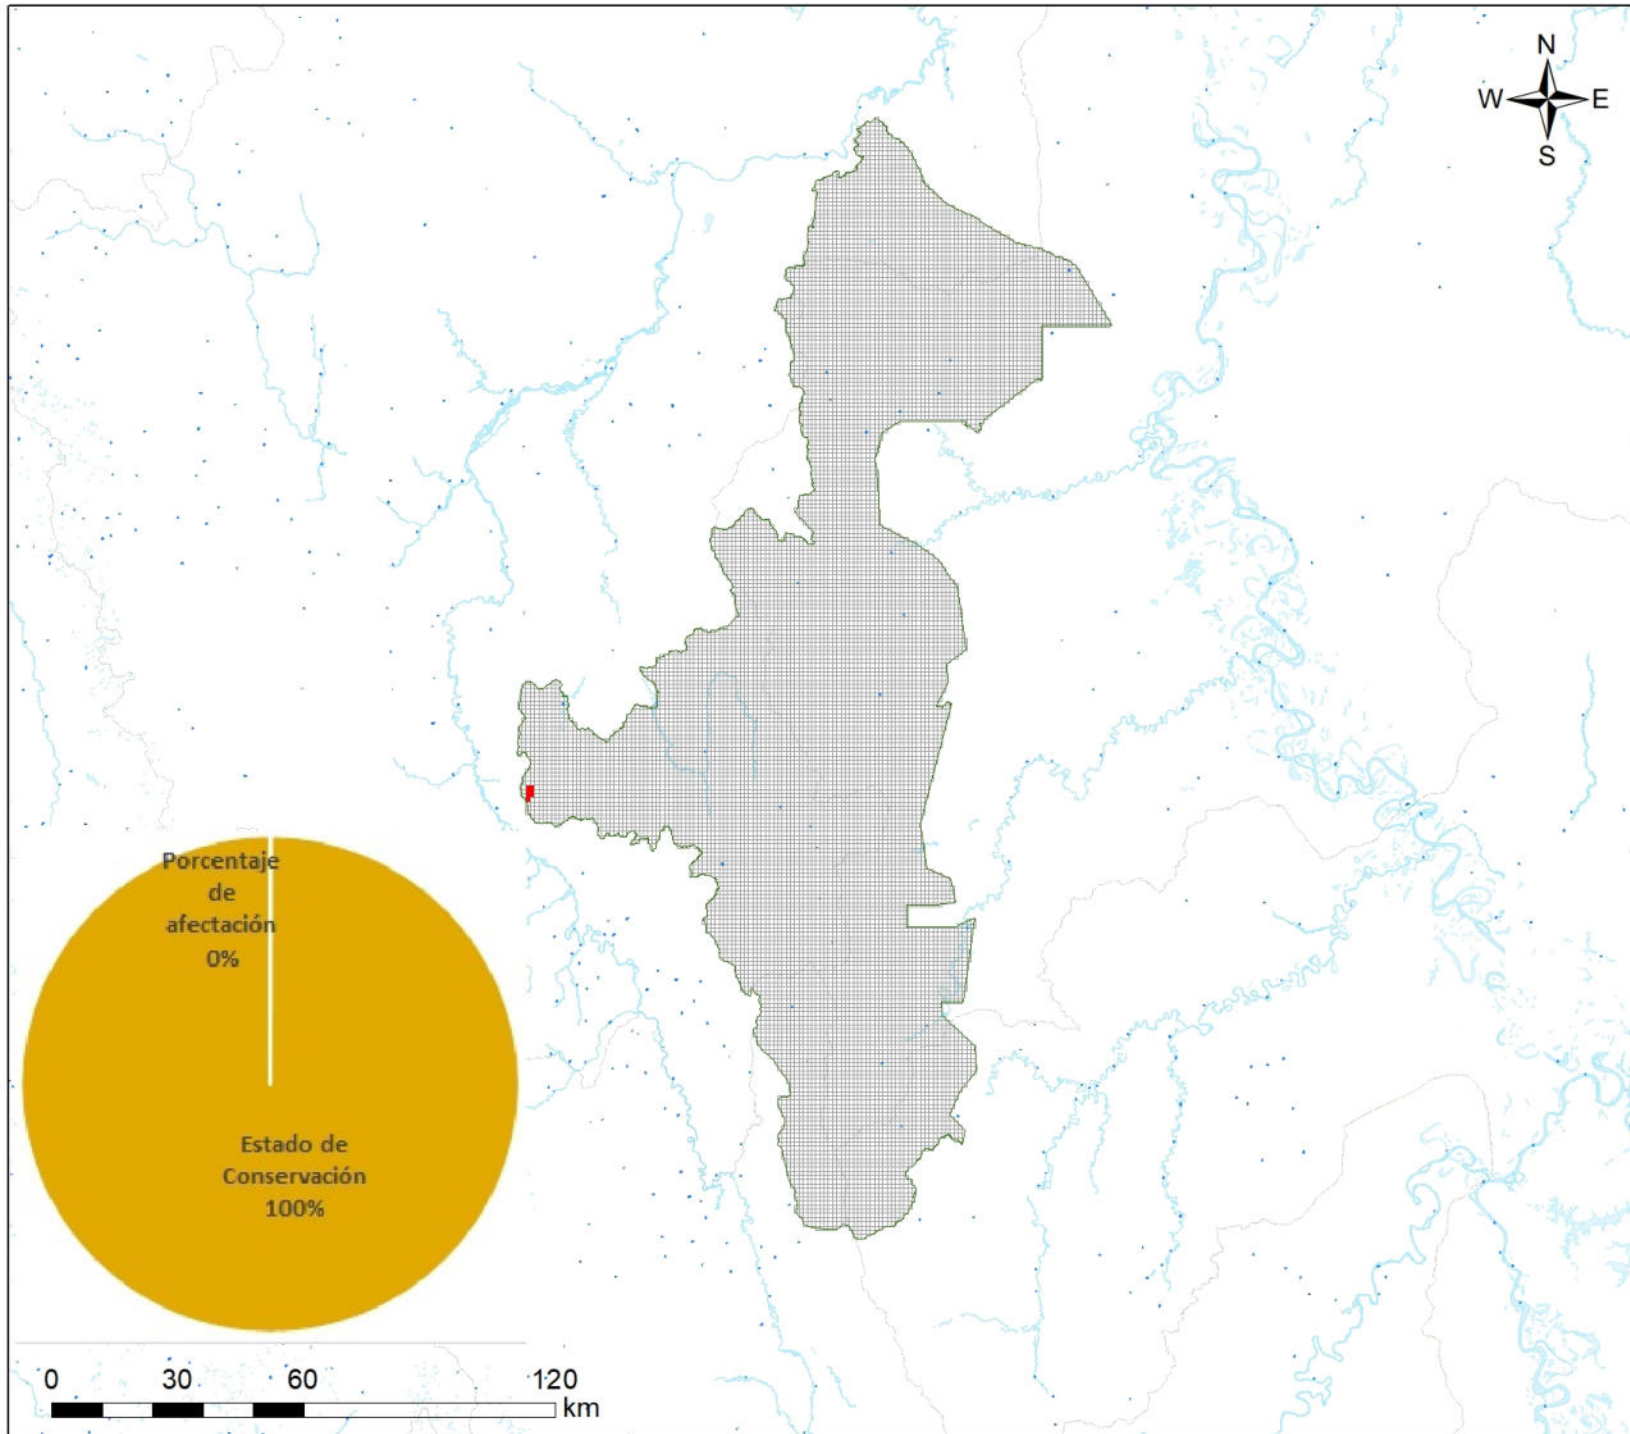 N
W E
S
Porcentaje
de
afectación
0%
Estado de
Conservación
100%
0 30 60 120
km